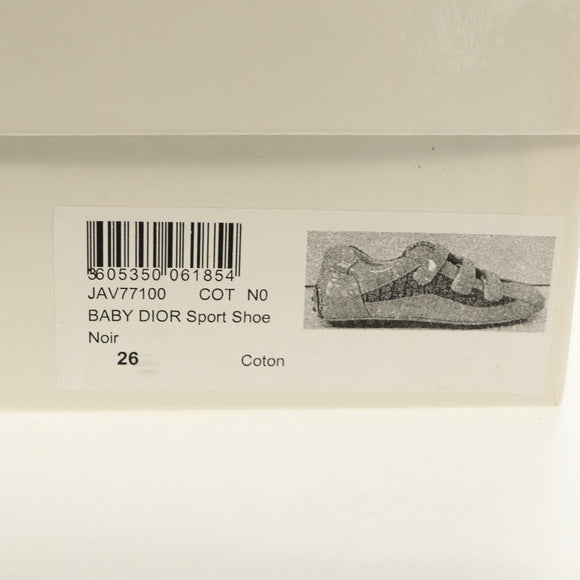 3605350 061854
JAV77100 COT N0
BABY DIOR Sport Shoe
Noir
26 Coton